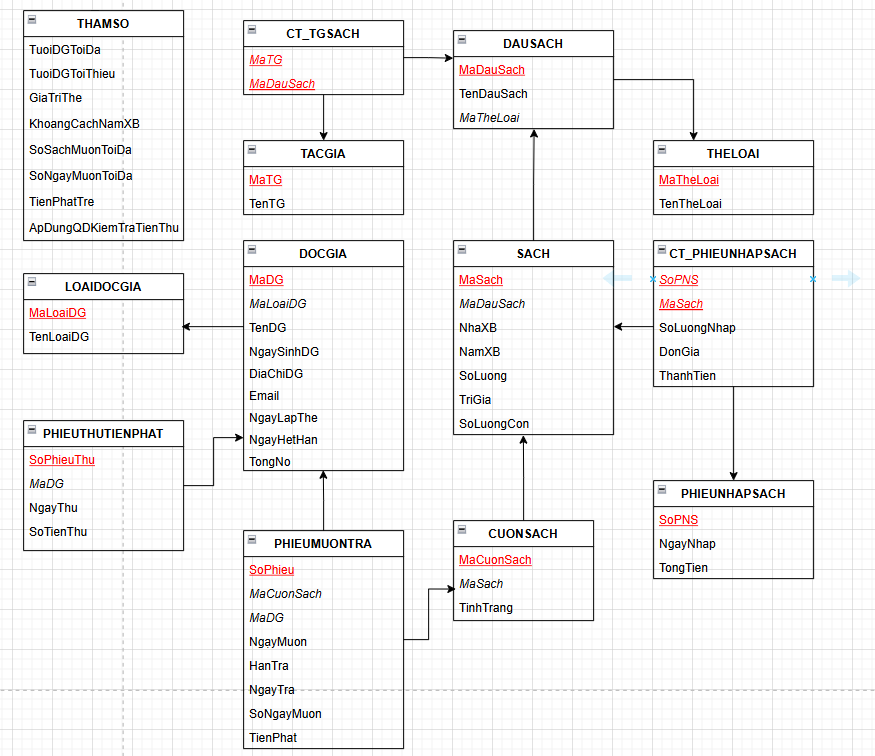 THAMSO
TuoiDGToiDa
TuoiDGToiThieu
GiaTriThe
KhoangCachNamXB
SoSachMuonToiDa
SoNgayMuonToiDa
TienPhatTre
ApDungQDKiemTraTienThu
CT_TGSACH
MaTG
MaDauSach
DAUSACH
MaDauSach
TenDauSach
MaTheLoai
TACGIA
MaTG
TenTG
THELOAI
MaTheLoai
TenTheLoai
LOAIDOCGIA
MaLoaiDG
TenLoaiDG
DOCGIA
MaDG
MaLoaiDG
TenDG
NgaySinhDG
DiaChiDG
Email
NgayLapThe
NgayHetHan
TongNo
SACH
MaSach
MaDauSach
NhaXB
NamXB
SoLuong
TriGia
SoLuongCon
CT_PHIEUNHAPSACH
SoPNS
MaSach
SoLuongNhap
DonGia
ThanhTien
PHIEUTHUTIENPHAT
SoPhieuThu
MaDG
NgayThu
SoTienThu
PHIEUMUONTRA
SoPhieu
MaCuonSach
MaDG
NgayMuon
HanTra
NgayTra
SoNgayMuon
TienPhat
CUONSACH
MaCuonSach
MaSach
TinhTrang
PHIEUNHAPSACH
SoPNS
NgayNhap
TongTien